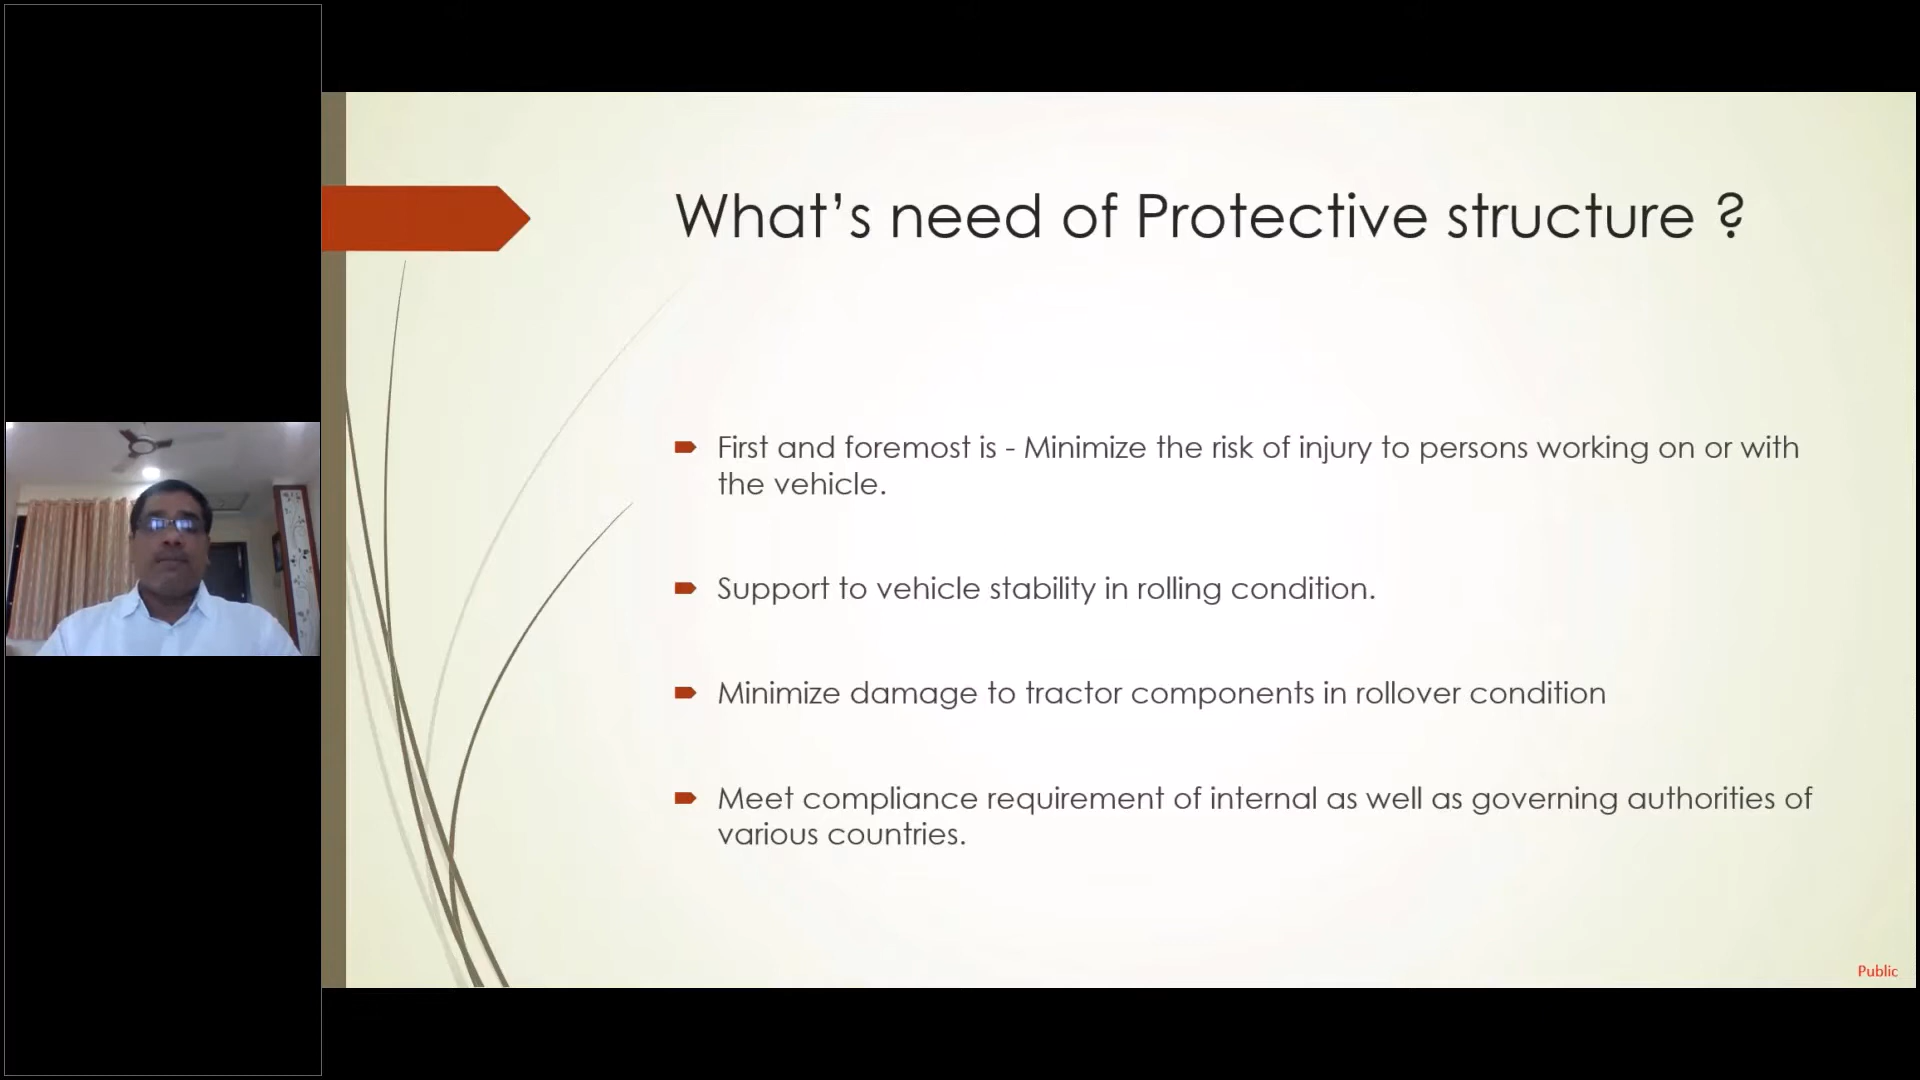 What’s need of Protective structure ?
First and foremost is - Minimize the risk of injury to persons working on or with
the vehicle.
Support to vehicle stability in rolling condition.
Minimize damage to tractor components in rollover condition
Meet compliance requirement of internal as well as governing authorities of
various countries.
Public